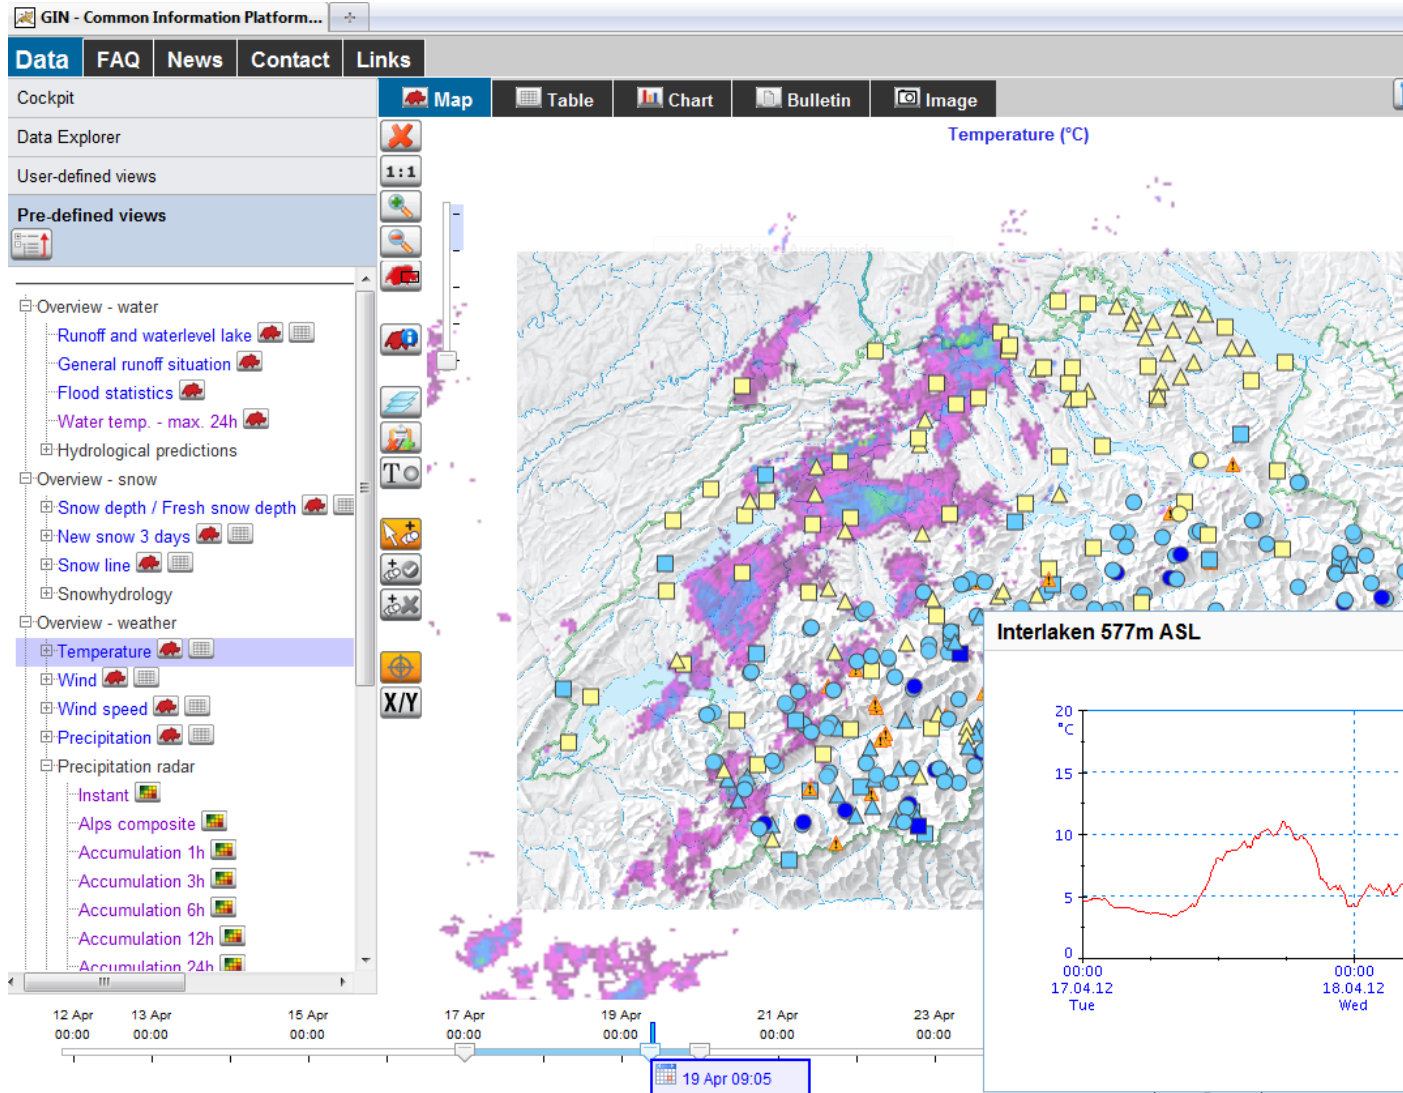 GIN - Common Information Platform...
Data FAQ News Contact Links
Cockpit
Data Explorer
User-defined views
Pre-defined views
Overview - water
Runoff and waterlevel lake
General runoff situation
Flood statistics
Water temp. - max. 24h
Hydrological predictions
Overview - snow
Snow depth / Fresh snow depth
New snow 3 days
Snow line
Snowhydrology
Overview - weather
Temperature
Wind
Wind speed
Precipitation
Precipitation radar
Instant
Alps composite
Accumulation 1h
Accumulation 3h
Accumulation 6h
Accumulation 12h
Accumulation 24h
Map Table Chart Bulletin Image
1:1
T
X/Y
Temperature (°C)
Rechteckiges Ausschneiden
Interlaken 577m ASL
20
°C
15
10
5
0
00:00 00:00
17.04.12 18.04.12
Tue Wed
12 Apr 13 Apr 15 Apr 17 Apr 19 Apr 21 Apr 23 Apr
00:00 00:00 00:00 00:00 00:00 00:00 00:00
19 Apr 09:05